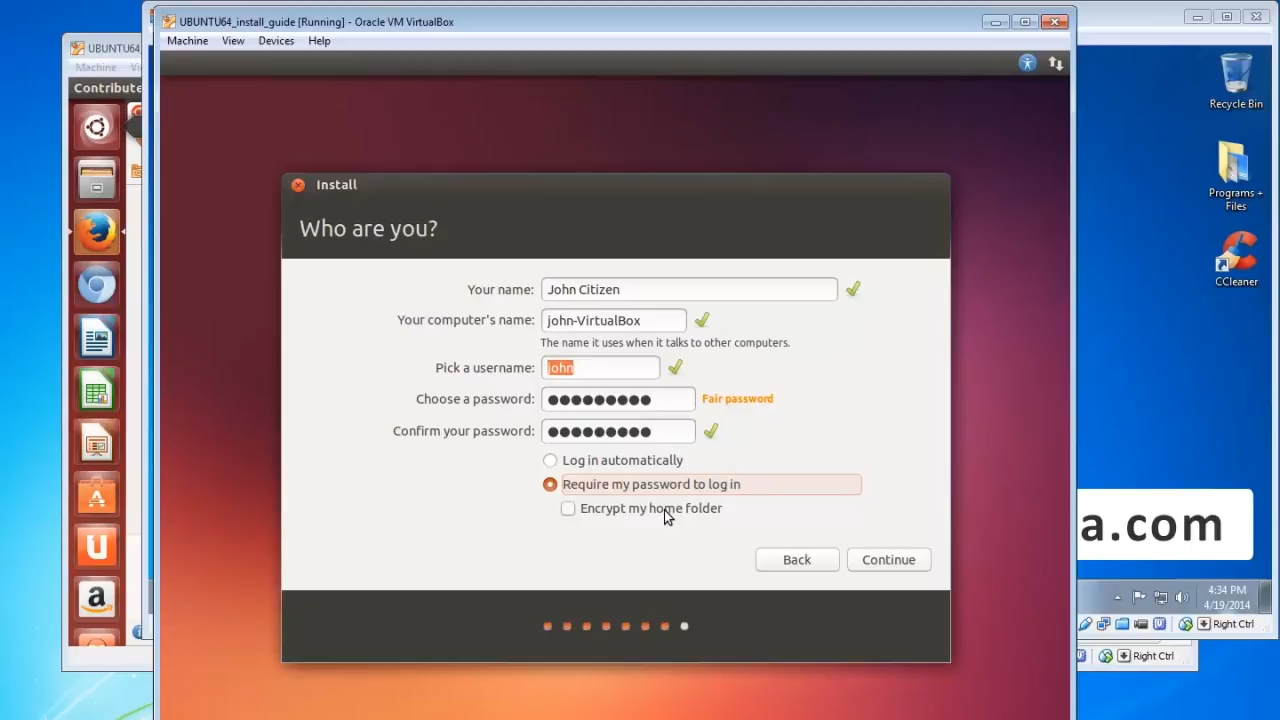 UBUNTU64_install_guide [Running] - Oracle VM VirtualBox
Machine View Devices Help
UBUNTU64
Machine
Contribute
Install
Who are you?
Your name: John Citizen
Your computer's name: john-VirtualBox
The name it uses when it talks to other computers.
Pick a username: john
Choose a password: Fair password
Confirm your password:
Log in automatically
Require my password to log in
Encrypt my home folder
Back Continue
Recycle Bin
Programs +
Files
CCleaner
a.com
4:34 PM
4/19/2014
Right Ctrl
Right Ctrl